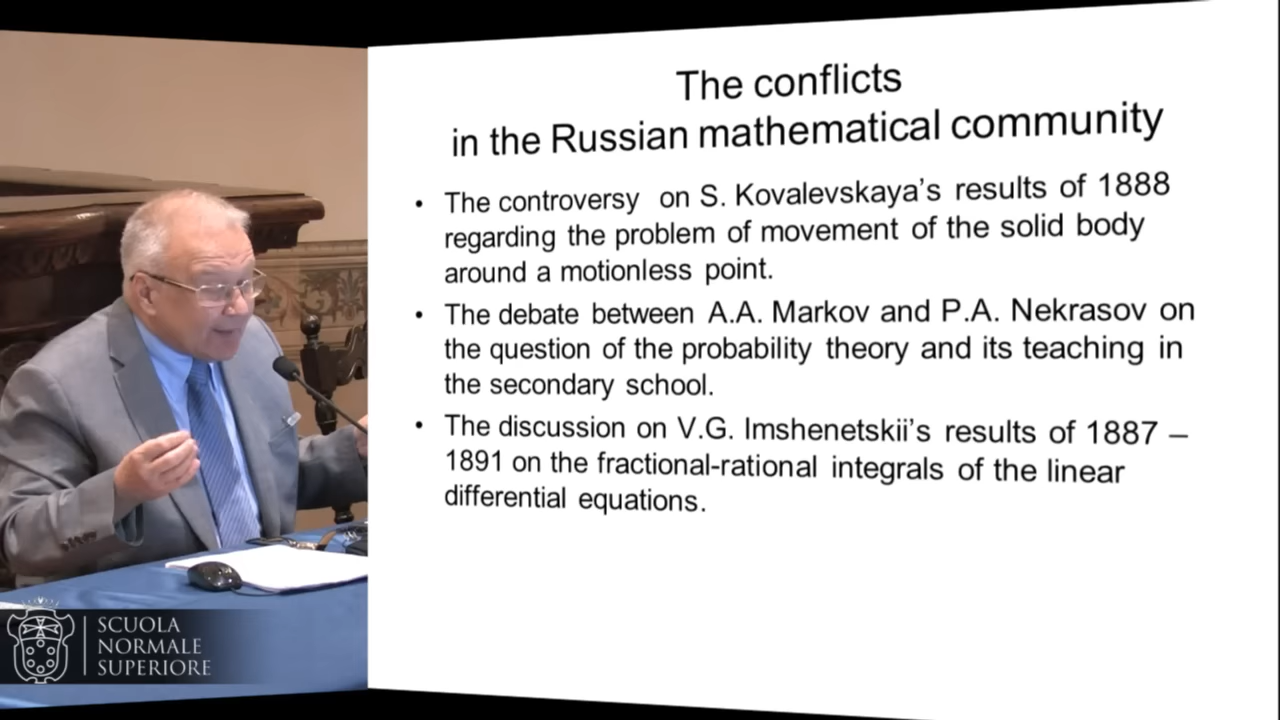 The conflicts
in the Russian mathematical community
• The controversy on S. Kovalevskaya's results of 1888
regarding the problem of movement of the solid body
around a motionless point.
• The debate between A.A. Markov and P.A. Nekrasov on
the question of the probability theory and its teaching in
the secondary school.
• The discussion on V.G. Imshenetskii's results of 1887 –
1891 on the fractional-rational integrals of the linear
differential equations.
SCUOLA
NORMALE
SUPERIORE